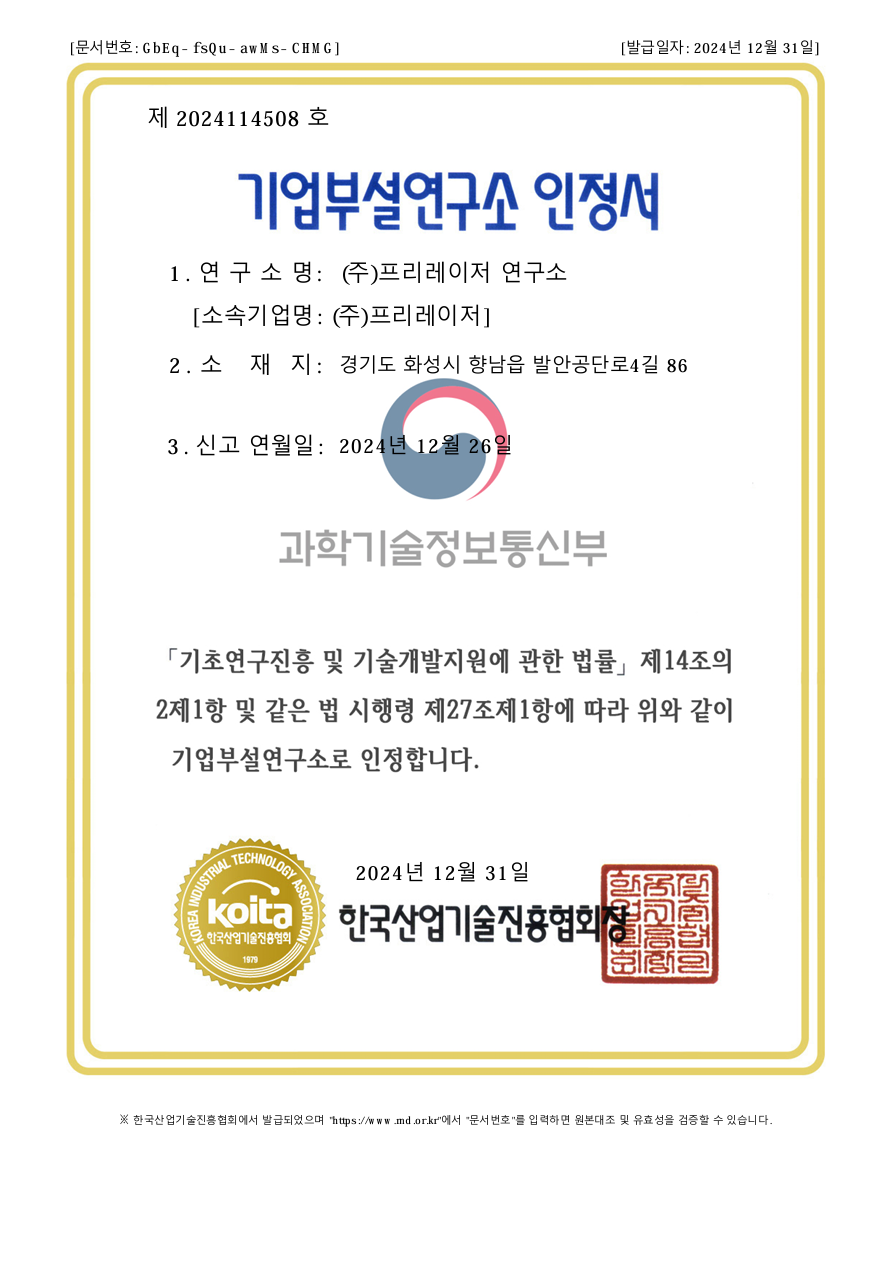 [문서번호: GbEq-fsQu-awMs-CHMG]
[발급일자: 2024년 12월 31일]
제 2024114508 호
기업부설연구소 인정서
1. 연 구 소 명: (주)프리레이저 연구소
[소속기업명: (주)프리레이저]
2. 소 재 지: 경기도 화성시 향남읍 발안공단로4길 86
3. 신고 연월일: 2024년 12월 26일
과학기술정보통신부
「기초연구진흥 및 기술개발지원에 관한 법률」 제14조의
2제1항 및 같은 법 시행령 제27조제1항에 따라 위와 같이
기업부설연구소로 인정합니다.
2024년 12월 31일
한국산업기술진흥협회장
KOREA INDUSTRIAL TECHNOLOGY ASSOCIATION
koita
한국산업기술진흥협회
1979
※ 한국산업기술진흥협회에서 발급되었으며 "https://www.rnd.or.kr"에서 "문서번호"를 입력하면 원본대조 및 유효성을 검증할 수 있습니다.